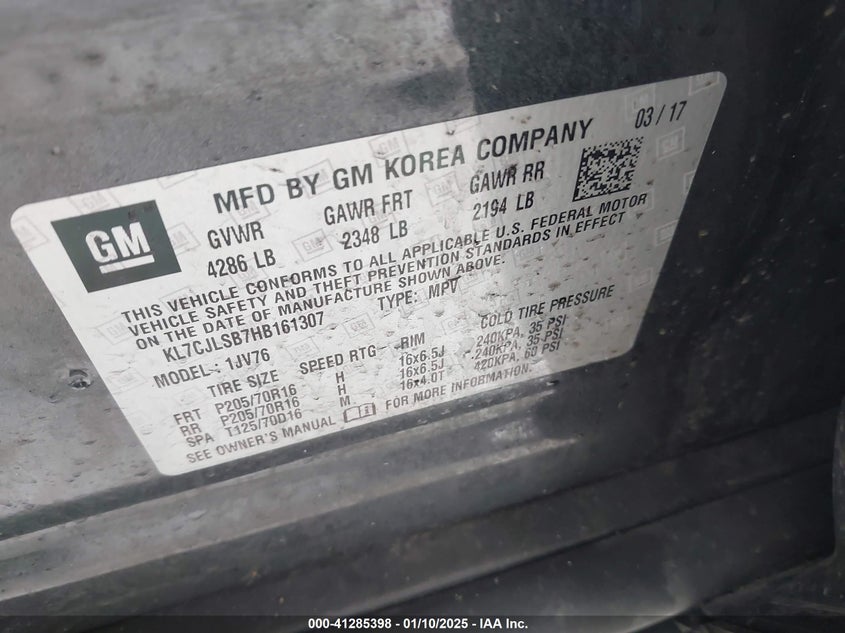 MFD BY GM KOREA COMPANY 03 / 17
GM
GVWR GAWR FRT GAWR RR
4286 LB 2348 LB 2194 LB
THIS VEHICLE CONFORMS TO ALL APPLICABLE U.S. FEDERAL MOTOR
VEHICLE SAFETY AND THEFT PREVENTION STANDARDS IN EFFECT
ON THE DATE OF MANUFACTURE SHOWN ABOVE.
KL7CJLSB7HB161307 TYPE: MPV
MODEL-: 1JV76
TIRE SIZE SPEED RTG RIM COLD TIRE PRESSURE
FRT P205/70R16 H 16x6.5J 240KPA, 35 PSI
RR P205/70R16 H 16x6.5J 240KPA, 35 PSI
SPA T125/70D16 M 16x4.0T 420KPA, 60 PSI
SEE OWNER'S MANUAL FOR MORE INFORMATION.
000-41285398 - 01/10/2025 - IAA Inc.